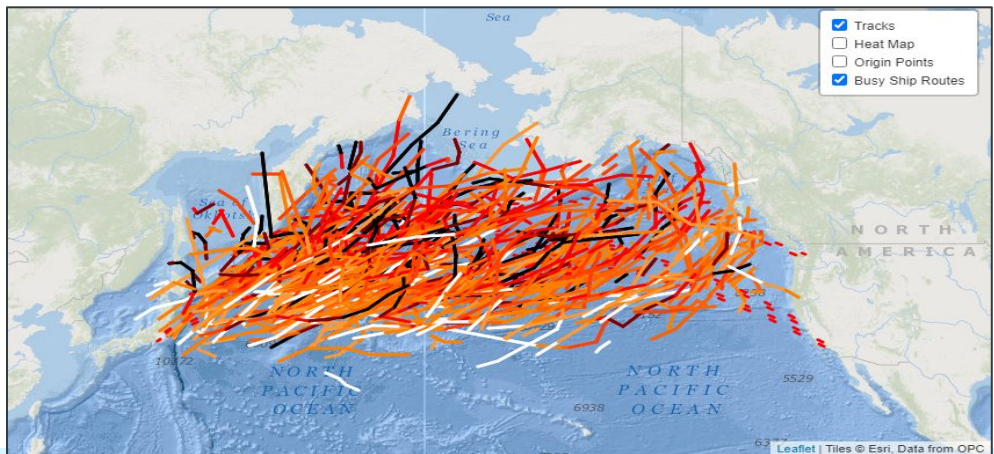 Sea
Tracks
Heat Map
Origin Points
Busy Ship Routes
Bering
Sea
Sea of
Okhotsk
of
NORTH
AMERICA
10372
NORTH
PACIFIC
OCEAN
NORTH
PACIFIC
OCEAN
5529
6938
Leaflet | Tiles © Esri, Data from OPC